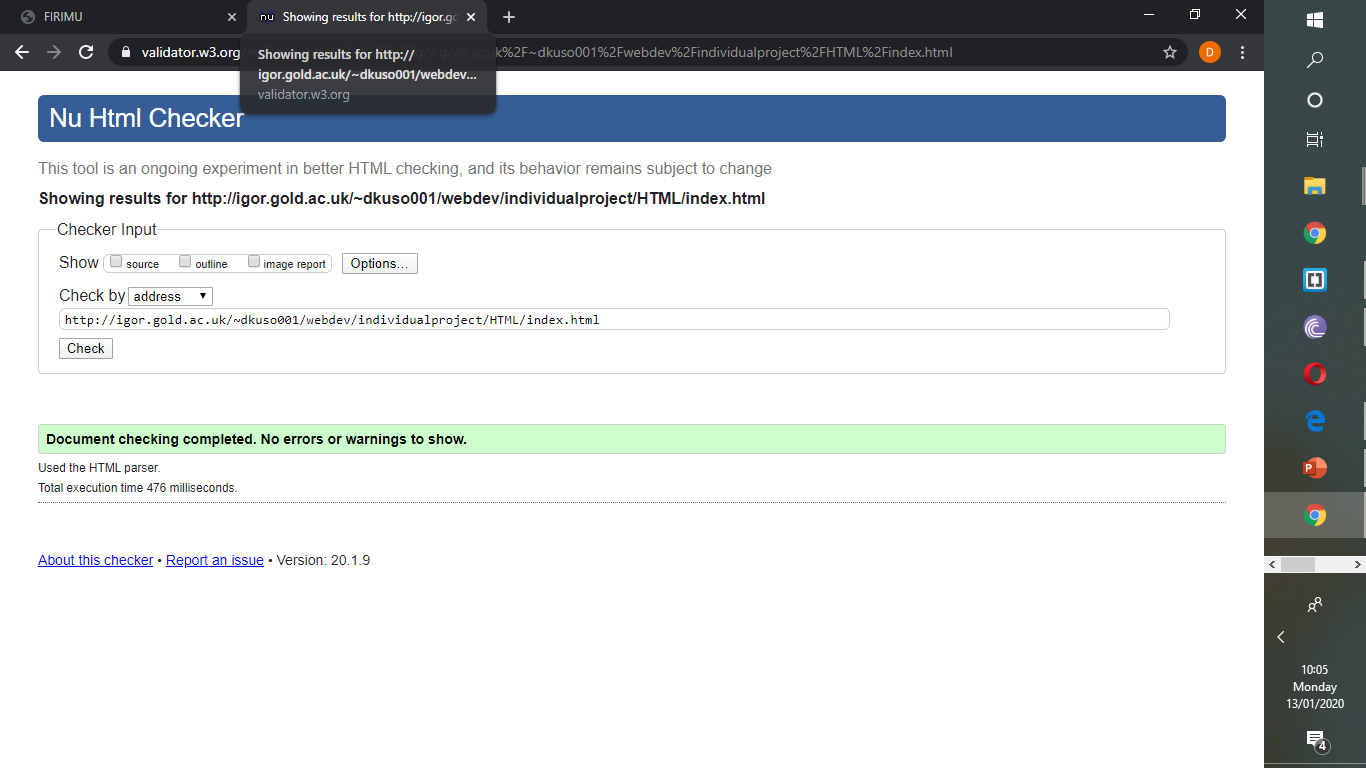 FIRIMU
nu Showing results for http://igor.gc
validator.w3.org
.gold.ac.uk%2F~dkuso001%2Fwebdev%2Findividualproject%2FHTML%2Findex.html
D
Showing results for http://
igor.gold.ac.uk/~dkuso001/webdev...
validator.w3.org
Nu Html Checker
This tool is an ongoing experiment in better HTML checking, and its behavior remains subject to change
Showing results for http://igor.gold.ac.uk/~dkuso001/webdev/individualproject/HTML/index.html
Checker Input
Show source outline image report Options...
Check by address
http://igor.gold.ac.uk/~dkuso001/webdev/individualproject/HTML/index.html
Check
Document checking completed. No errors or warnings to show.
Used the HTML parser.
Total execution time 476 milliseconds.
About this checker • Report an issue • Version: 20.1.9
P
10:05
Monday
13/01/2020
4